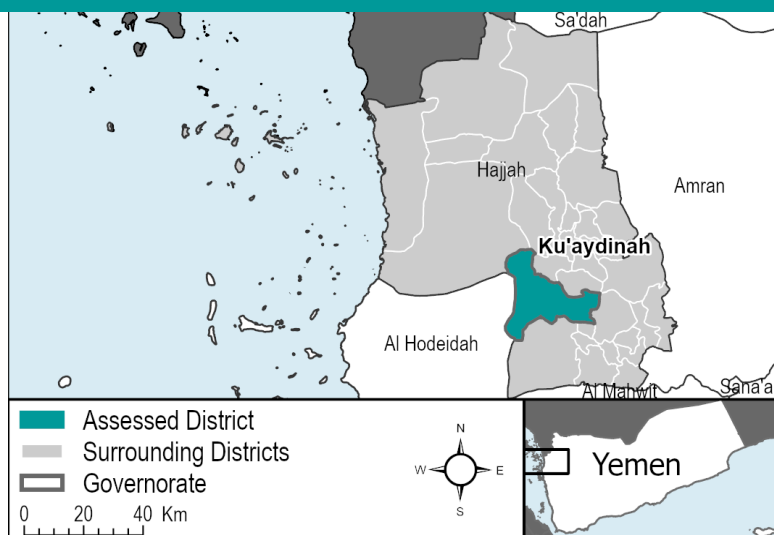 Sa'dah
Hajjah
Amran
Ku'aydinah
Al Hodeidah
Al Mahwit
Sana'a
Assessed District
Surrounding Districts
Governorate
0 20 40 Km
N
W E
S
Yemen